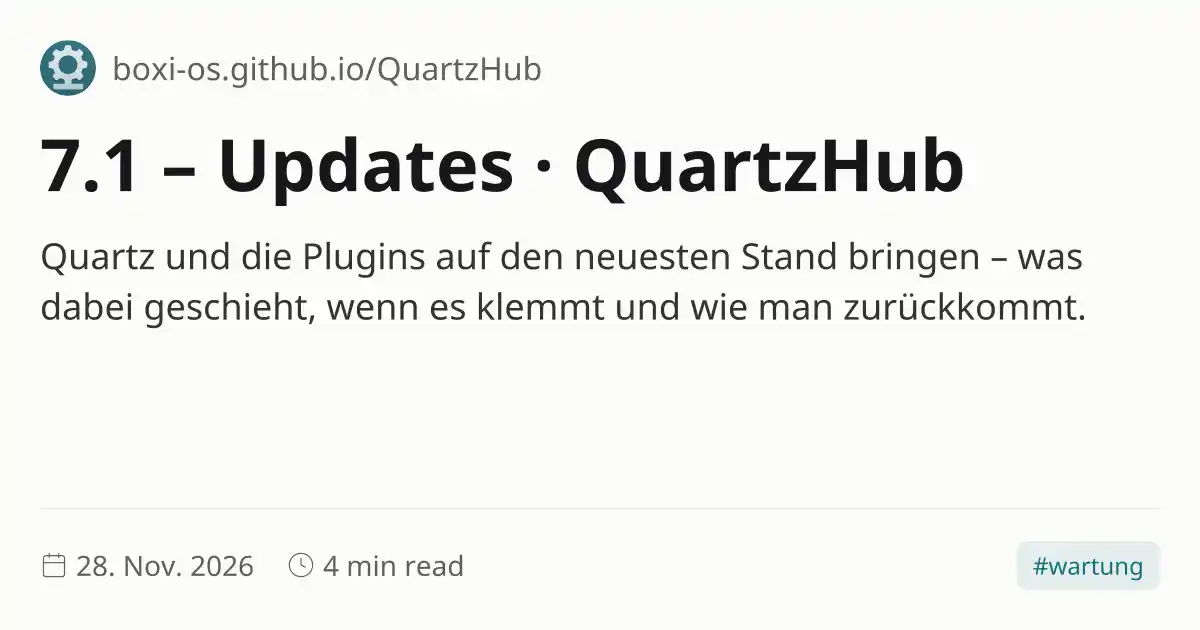 boxi-os.github.io/QuartzHub
7.1 – Updates · QuartzHub
Quartz und die Plugins auf den neuesten Stand bringen – was
dabei geschieht, wenn es klemmt und wie man zurückkommt.
28. Nov. 2026 4 min read
#wartung